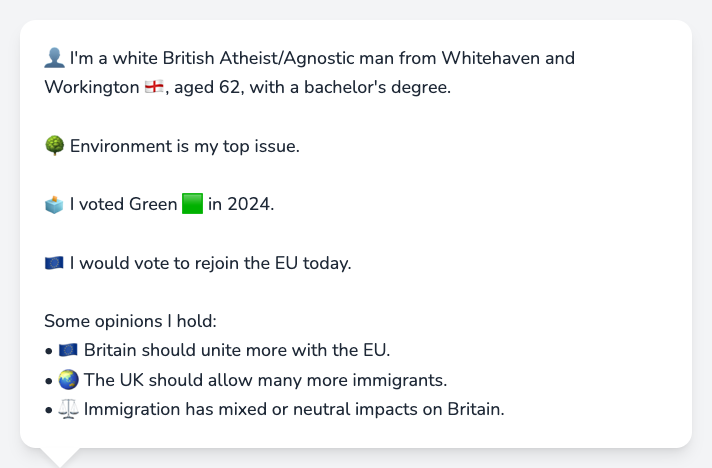 👤 I'm a white British Atheist/Agnostic man from Whitehaven and
Workington 🏴󠁧󠁢󠁥󠁮󠁧󠁿, aged 62, with a bachelor's degree.
🌳 Environment is my top issue.
🗳️ I voted Green 🟩 in 2024.
🇪🇺 I would vote to rejoin the EU today.
Some opinions I hold:
• 🇪🇺 Britain should unite more with the EU.
• 🌏 The UK should allow many more immigrants.
• ⚖️ Immigration has mixed or neutral impacts on Britain.